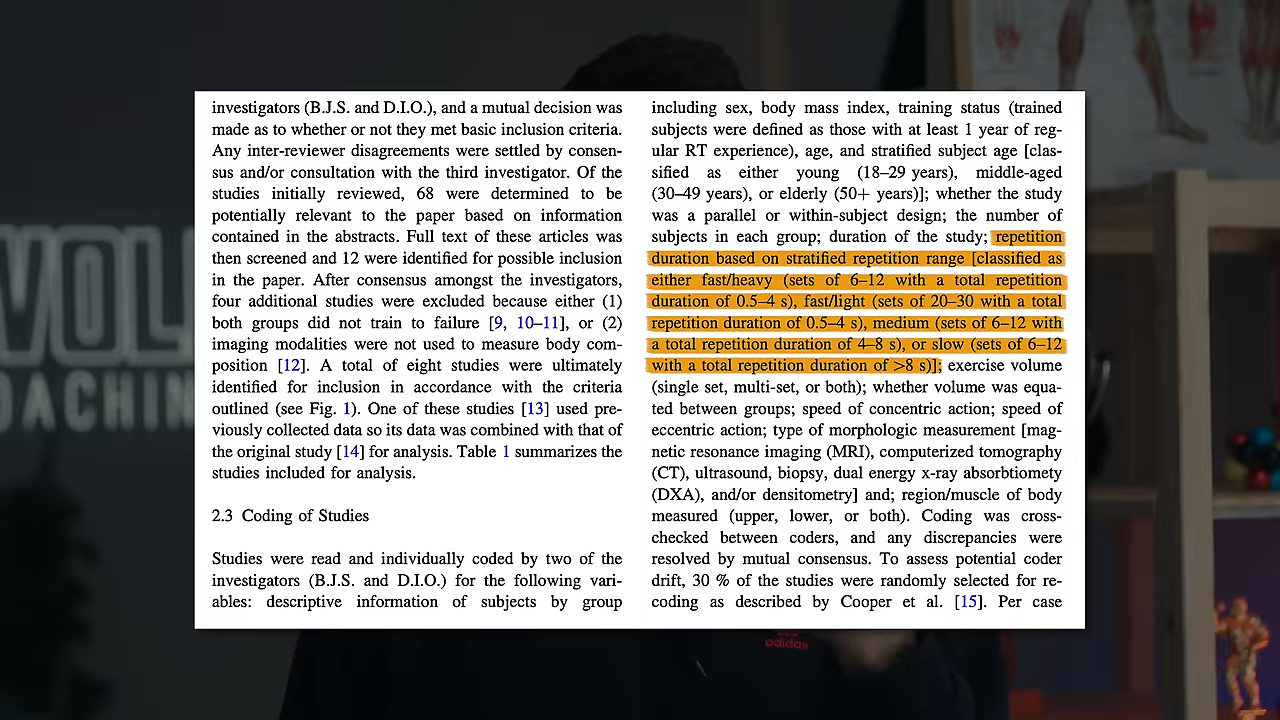 investigators (B.J.S. and D.I.O.), and a mutual decision was
made as to whether or not they met basic inclusion criteria.
Any inter-reviewer disagreements were settled by consen-
sus and/or consultation with the third investigator. Of the
studies initially reviewed, 68 were determined to be
potentially relevant to the paper based on information
contained in the abstracts. Full text of these articles was
then screened and 12 were identified for possible inclusion
in the paper. After consensus amongst the investigators,
four additional studies were excluded because either (1)
both groups did not train to failure [9, 10–11], or (2)
imaging modalities were not used to measure body com-
position [12]. A total of eight studies were ultimately
identified for inclusion in accordance with the criteria
outlined (see Fig. 1). One of these studies [13] used pre-
viously collected data so its data was combined with that of
the original study [14] for analysis. Table 1 summarizes the
studies included for analysis.
2.3 Coding of Studies
Studies were read and individually coded by two of the
investigators (B.J.S. and D.I.O.) for the following vari-
ables: descriptive information of subjects by group
including sex, body mass index, training status (trained
subjects were defined as those with at least 1 year of reg-
ular RT experience), age, and stratified subject age [clas-
sified as either young (18–29 years), middle-aged
(30–49 years), or elderly (50+ years)]; whether the study
was a parallel or within-subject design; the number of
subjects in each group; duration of the study; repetition
duration based on stratified repetition range [classified as
either fast/heavy (sets of 6–12 with a total repetition
duration of 0.5–4 s), fast/light (sets of 20–30 with a total
repetition duration of 0.5–4 s), medium (sets of 6–12 with
a total repetition duration of 4–8 s), or slow (sets of 6–12
with a total repetition duration of >8 s)]; exercise volume
(single set, multi-set, or both); whether volume was equa-
ted between groups; speed of concentric action; speed of
eccentric action; type of morphologic measurement [mag-
netic resonance imaging (MRI), computerized tomography
(CT), ultrasound, biopsy, dual energy x-ray absorbtiometry
(DXA), and/or densitometry] and; region/muscle of body
measured (upper, lower, or both). Coding was cross-
checked between coders, and any discrepancies were
resolved by mutual consensus. To assess potential coder
drift, 30 % of the studies were randomly selected for re-
coding as described by Cooper et al. [15]. Per case
adidas